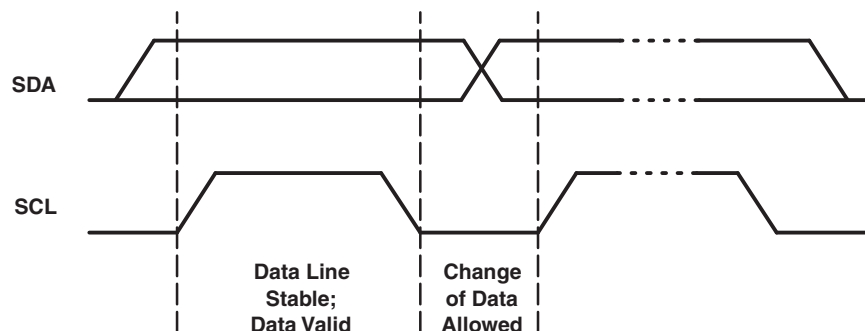 SDA
SCL
Data Line
Stable;
Data Valid
Change
of Data
Allowed